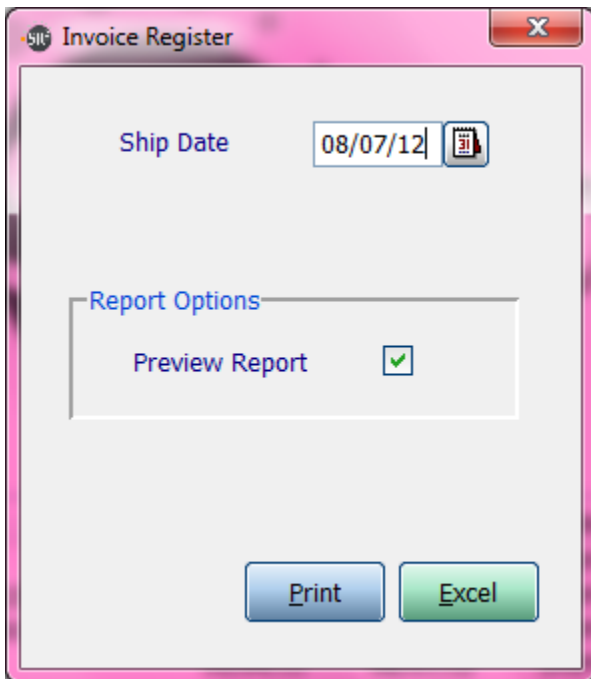 Invoice Register
Ship Date 08/07/12
Report Options
Preview Report
Print Excel